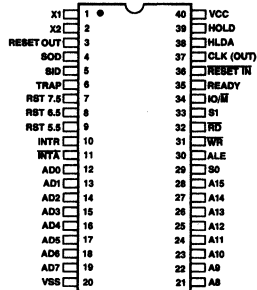 X1 1 40 VCC
X2 2 39 HOLD
RESET OUT 3 38 HLDA
SOD 4 37 CLK (OUT)
SID 5 36 RESET IN
TRAP 6 35 READY
RST 7.5 7 34 IO/M
RST 6.5 8 33 S1
RST 5.5 9 32 RD
INTR 10 31 WR
INTA 11 30 ALE
AD0 12 29 S0
AD1 13 28 A15
AD2 14 27 A14
AD3 15 26 A13
AD4 16 25 A12
AD5 17 24 A11
AD6 18 23 A10
AD7 19 22 A9
VSS 20 21 A8